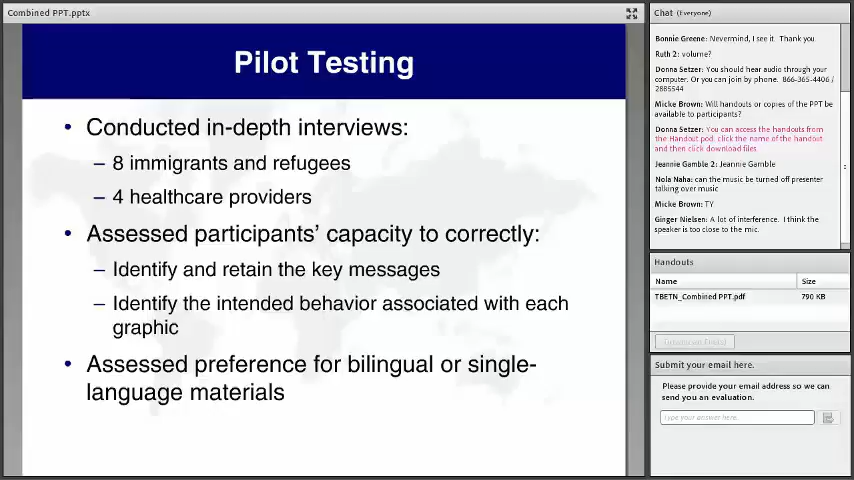 Combined PPT.pptx
Pilot Testing
• Conducted in-depth interviews:
– 8 immigrants and refugees
– 4 healthcare providers
• Assessed participants’ capacity to correctly:
– Identify and retain the key messages
– Identify the intended behavior associated with each
graphic
• Assessed preference for bilingual or single-
language materials
Chat (Everyone)
Bonnie Greene: Nevermind, I see it Thank you
Ruth 2: volume?
Donna Setzer: You should hear audio through your
computer. Or you can join by phone. 866-365-4406 /
2885544
Micke Brown: Will handouts or copies of the PPT be
available to participants?
Donna Setzer: You can access the handouts from
the Handout pod. click the name of the handout
and then click download files
Jeannie Gamble 2: Jeannie Gamble
Nola Naha: can the music be turned off presenter
talking over music
Micke Brown: TY
Ginger Nielsen: A lot of interference. I think the
speaker is too close to the mic.
Handouts
Name Size
TBETN_Combined PPT.pdf 790 KB
Submit your email here.
Please provide your email address so we can
send you an evaluation.
Type your answer here.